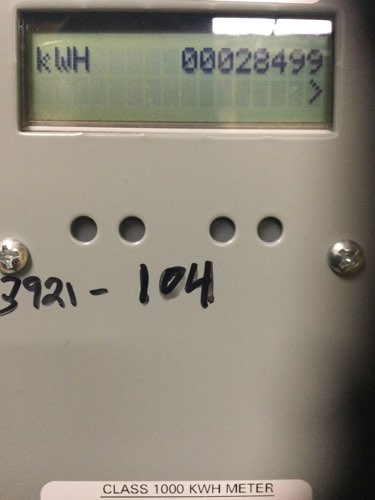 kWH 00028499
>
3921 - 104
CLASS 1000 KWH METER